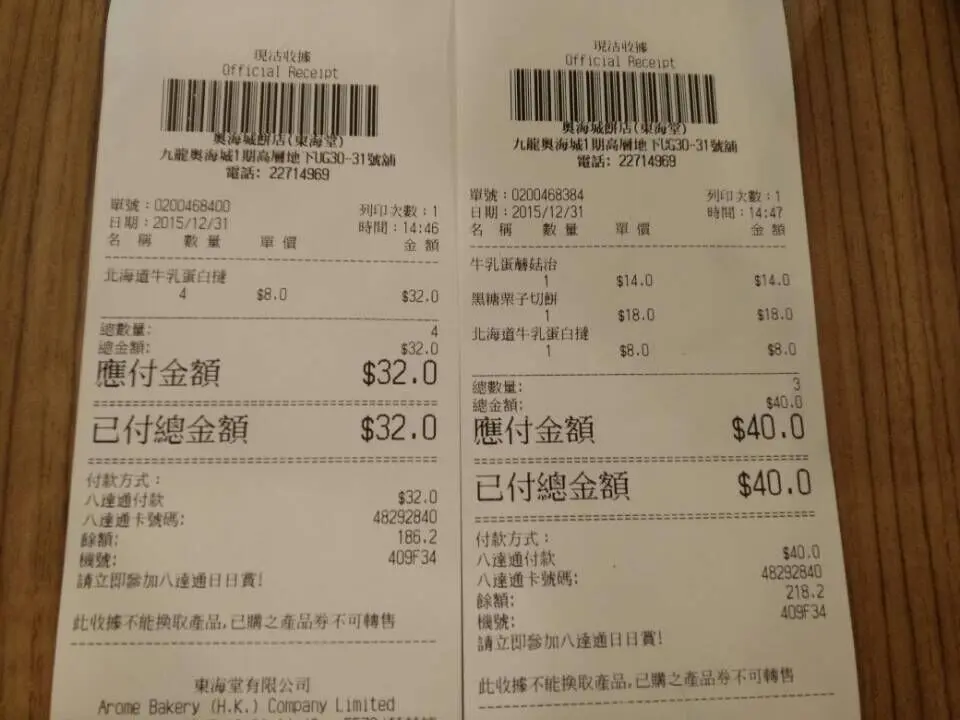 現沽收據
Official Receipt
奧海城餅店(東海堂)
九龍奧海城1期高層地下UG30-31號舖
電話: 22714969
單號:0200468400 列印次數:1
日期:2015/12/31 時間:14:46
名 稱 數 量 單 價 金 額
北海道牛乳蛋白撻
4 $8.0 $32.0
總數量: 4
總金額: $32.0
應付金額 $32.0
已付總金額 $32.0
付款方式:
八達通付款 $32.0
八達通卡號碼: 48292840
餘額: 186.2
機號: 409F34
請立即參加八達通日日賞!
此收據不能換取產品,已購之產品券不可轉售
東海堂有限公司
Arome Bakery (H.K.) Company Limited
現沽收據
Official Receipt
奧海城餅店(東海堂)
九龍奧海城1期高層地下UG30-31號舖
電話: 22714969
單號:0200468384 列印次數:1
日期:2015/12/31 時間:14:47
名 稱 數 量 單 價 金 額
牛乳蛋蘑菇治
1 $14.0 $14.0
黑糖栗子切餅
1 $18.0 $18.0
北海道牛乳蛋白撻
1 $8.0 $8.0
總數量: 3
總金額: $40.0
應付金額 $40.0
已付總金額 $40.0
付款方式:
八達通付款 $40.0
八達通卡號碼: 48292840
餘額: 218.2
機號: 409F34
請立即參加八達通日日賞!
此收據不能換取產品,已購之產品券不可轉售